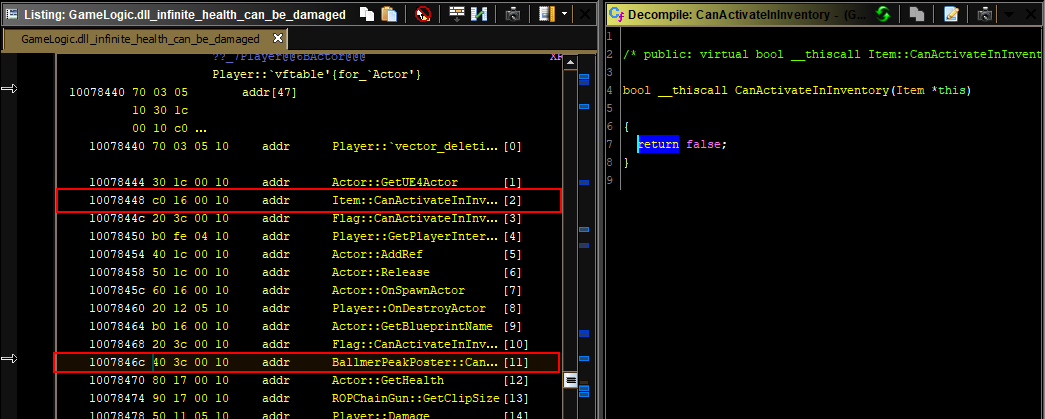 Listing: GameLogic.dll_infinite_health_can_be_damaged
GameLogic.dll_infinite_health_can_be_damaged
Player::`vftable'{for_`Actor'}
10078440 70 03 05 addr[47]
10 30 1c
00 10 c0 ...
10078440 70 03 05 10 addr Player::`vector_deleti... [0]
10078444 30 1c 00 10 addr Actor::GetUE4Actor [1]
10078448 c0 16 00 10 addr Item::CanActivateInInv... [2]
1007844c 20 3c 00 10 addr Flag::CanActivateInInv... [3]
10078450 b0 fe 04 10 addr Player::GetPlayerInter... [4]
10078454 40 1c 00 10 addr Actor::AddRef [5]
10078458 50 1c 00 10 addr Actor::Release [6]
1007845c 60 16 00 10 addr Actor::OnSpawnActor [7]
10078460 20 12 05 10 addr Player::OnDestroyActor [8]
10078464 b0 16 00 10 addr Actor::GetBlueprintName [9]
10078468 20 3c 00 10 addr Flag::CanActivateInInv... [10]
1007846c 40 3c 00 10 addr BallmerPeakPoster::Can... [11]
10078470 80 17 00 10 addr Actor::GetHealth [12]
10078474 90 17 00 10 addr ROPChainGun::GetClipSize [13]
10078478 50 11 05 10 addr Player::Damage [14]
Decompile: CanActivateInInventory - (G...
1
2 /* public: virtual bool __thiscall Item::CanActivateInInvent
3
4 bool __thiscall CanActivateInInventory(Item *this)
5
6 {
7 return false;
8 }
9